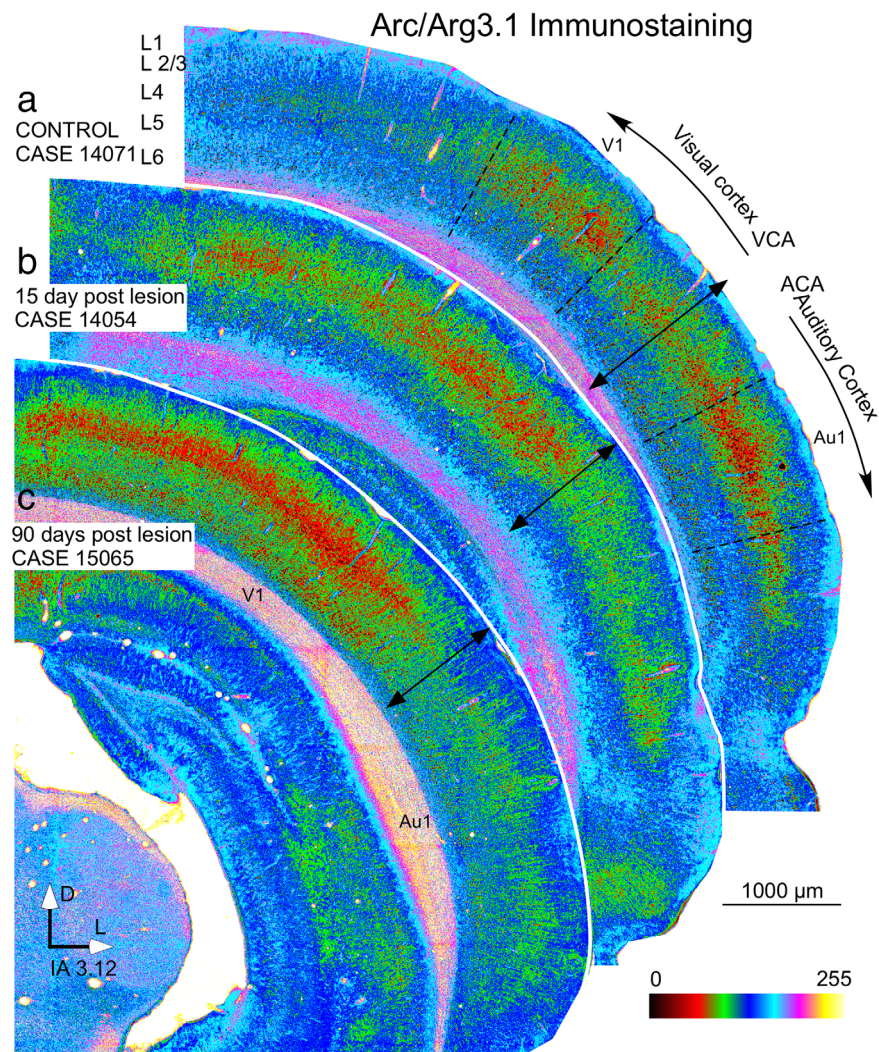 Arc/Arg3.1 Immunostaining
L1
L 2/3
L4
L5
L6
a
CONTROL
CASE 14071
V1
Visual cortex
VCA
ACA
Auditory Cortex
Au1
b
15 day post lesion
CASE 14054
c
90 days post lesion
CASE 15065
V1
Au1
D
L
IA 3.12
1000 µm
0
255